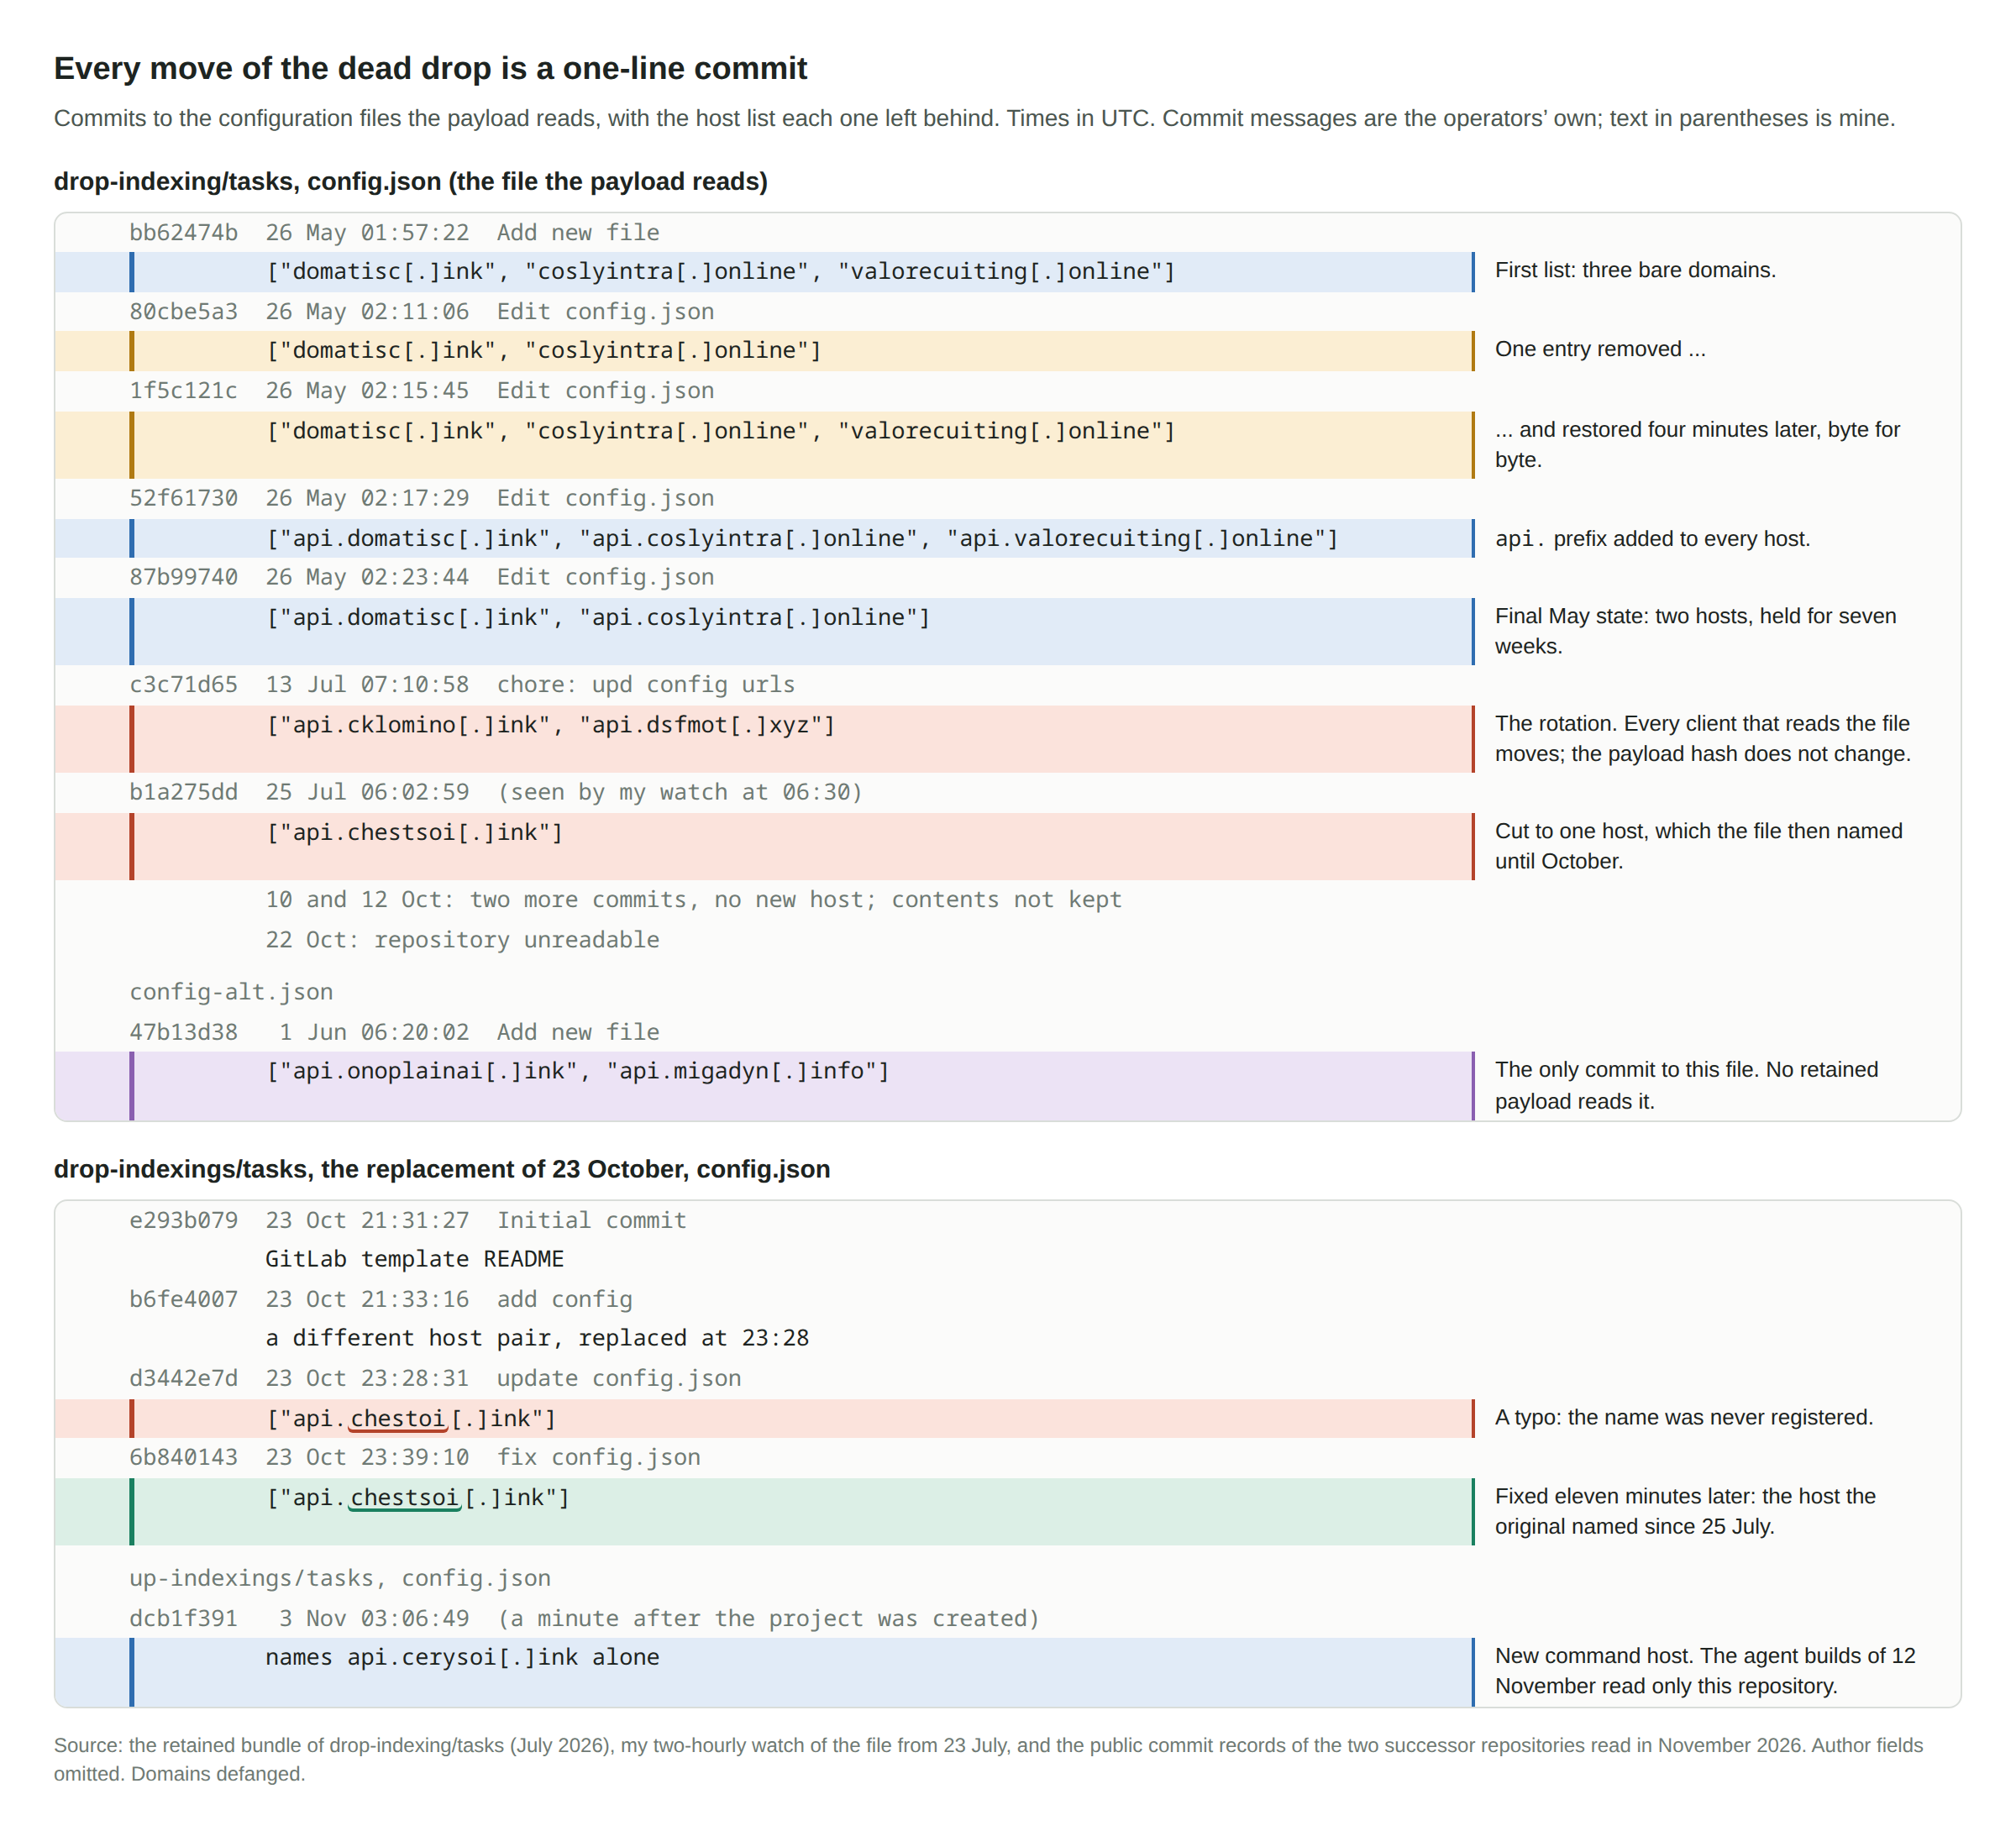 Every move of the dead drop is a one-line commit
Commits to the configuration files the payload reads, with the host list each one left behind. Times in UTC. Commit messages are the operators’ own; text in parentheses is mine.
drop-indexing/tasks, config.json (the file the payload reads)
bb62474b  26 May 01:57:22  Add new file
["domatisc[.]ink", "coslyintra[.]online", "valorecuiting[.]online"]
First list: three bare domains.
80cbe5a3  26 May 02:11:06  Edit config.json
["domatisc[.]ink", "coslyintra[.]online"]
One entry removed ...
1f5c121c  26 May 02:15:45  Edit config.json
["domatisc[.]ink", "coslyintra[.]online", "valorecuiting[.]online"]
... and restored four minutes later, byte for
byte.
52f61730  26 May 02:17:29  Edit config.json
["api.domatisc[.]ink", "api.coslyintra[.]online", "api.valorecuiting[.]online"]
api. prefix added to every host.
87b99740  26 May 02:23:44  Edit config.json
["api.domatisc[.]ink", "api.coslyintra[.]online"]
Final May state: two hosts, held for seven
weeks.
c3c71d65  13 Jul 07:10:58  chore: upd config urls
["api.cklomino[.]ink", "api.dsfmot[.]xyz"]
The rotation. Every client that reads the file
moves; the payload hash does not change.
b1a275dd  25 Jul 06:02:59  (seen by my watch at 06:30)
["api.chestsoi[.]ink"]
Cut to one host, which the file then named
until October.
10 and 12 Oct: two more commits, no new host; contents not kept
22 Oct: repository unreadable
config-alt.json
47b13d38   1 Jun 06:20:02  Add new file
["api.onoplainai[.]ink", "api.migadyn[.]info"]
The only commit to this file. No retained
payload reads it.
drop-indexings/tasks, the replacement of 23 October, config.json
e293b079  23 Oct 21:31:27  Initial commit
GitLab template README
b6fe4007  23 Oct 21:33:16  add config
a different host pair, replaced at 23:28
d3442e7d  23 Oct 23:28:31  update config.json
["api.chestoi[.]ink"]
A typo: the name was never registered.
6b840143  23 Oct 23:39:10  fix config.json
["api.chestsoi[.]ink"]
Fixed eleven minutes later: the host the
original named since 25 July.
up-indexings/tasks, config.json
dcb1f391   3 Nov 03:06:49  (a minute after the project was created)
names api.cerysoi[.]ink alone
New command host. The agent builds of 12
November read only this repository.
Source: the retained bundle of drop-indexing/tasks (July 2026), my two-hourly watch of the file from 23 July, and the public commit records of the two successor repositories read in November 2026. Author fields
omitted. Domains defanged.